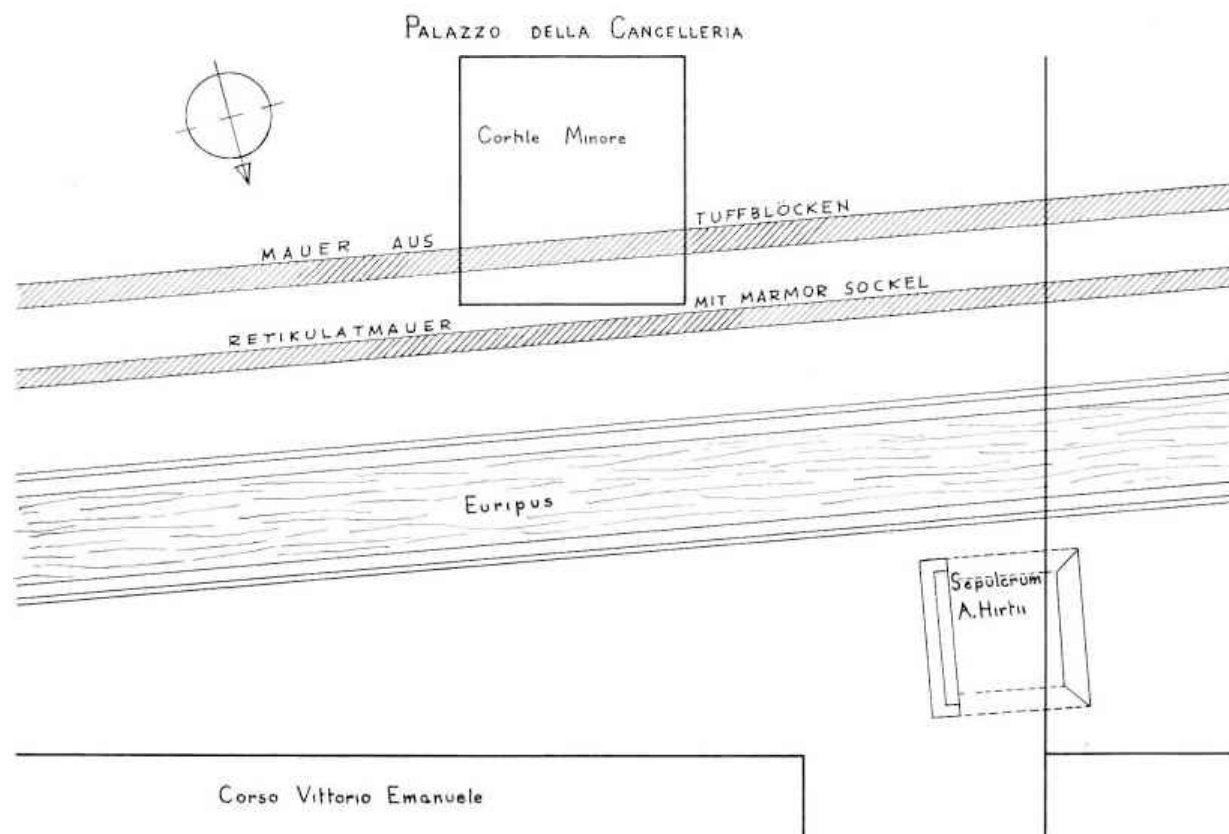 PALAZZO DELLA CANCELLERIA
Cortile Minore
MAUER AUS TUFFBLÖCKEN
RETIKULATMAUER MIT MARMOR SOCKEL
Euripus
Sepulcrum
A. Hirtii
Corso Vittorio Emanuele